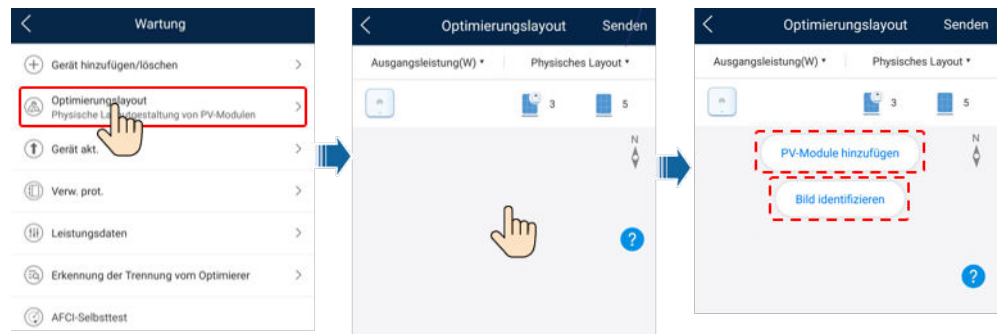 Wartung
Gerät hinzufügen/löschen
Optimierungslayout
Physische La utgestaltung von PV-Modulen
Gerät akt.
Verw. prot.
Leistungsdaten
Erkennung der Trennung vom Optimierer
AFCI-Selbsttest
Optimierungslayout Senden
Ausgangsleistung(W) Physisches Layout
3 5
N
?
Optimierungslayout Senden
Ausgangsleistung(W) Physisches Layout
3 5
N
PV-Module hinzufügen
Bild identifizieren
?